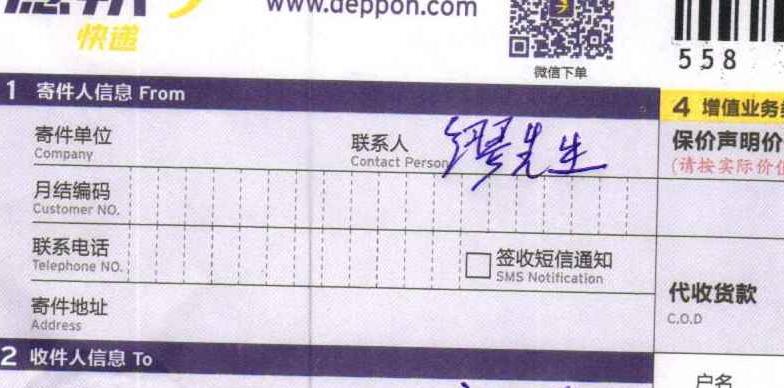 德邦
快递
www.deppon.com
微信下单
558
1 寄件人信息 From
4 增值业务
寄件单位
Company
联系人
Contact Person
缪先生
保价声明价
(请按实际价值
月结编码
Customer NO.
联系电话
Telephone NO.
签收短信通知
SMS Notification
代收货款
C.O.D
寄件地址
Address
2 收件人信息 To
户名